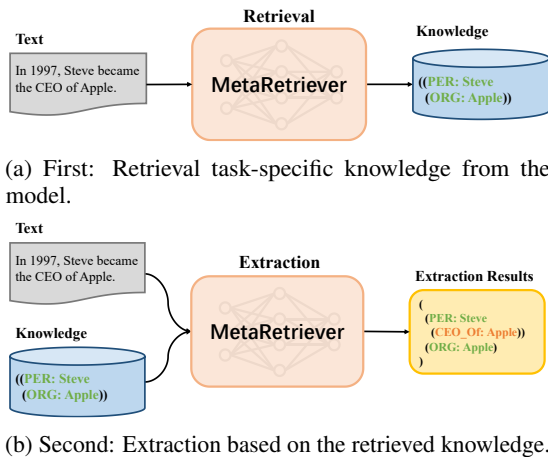 Retrieval
Text
Knowledge
In 1997, Steve became
the CEO of Apple.
MetaRetriever
((PER: Steve
(ORG: Apple))
(a) First: Retrieval task-specific knowledge from the
model.
Text
Extraction
In 1997, Steve became
the CEO of Apple.
Extraction Results
Knowledge
((PER: Steve
(ORG: Apple))
MetaRetriever
(
(PER: Steve
(CEO_Of: Apple))
(ORG: Apple)
)
(b) Second: Extraction based on the retrieved knowledge.